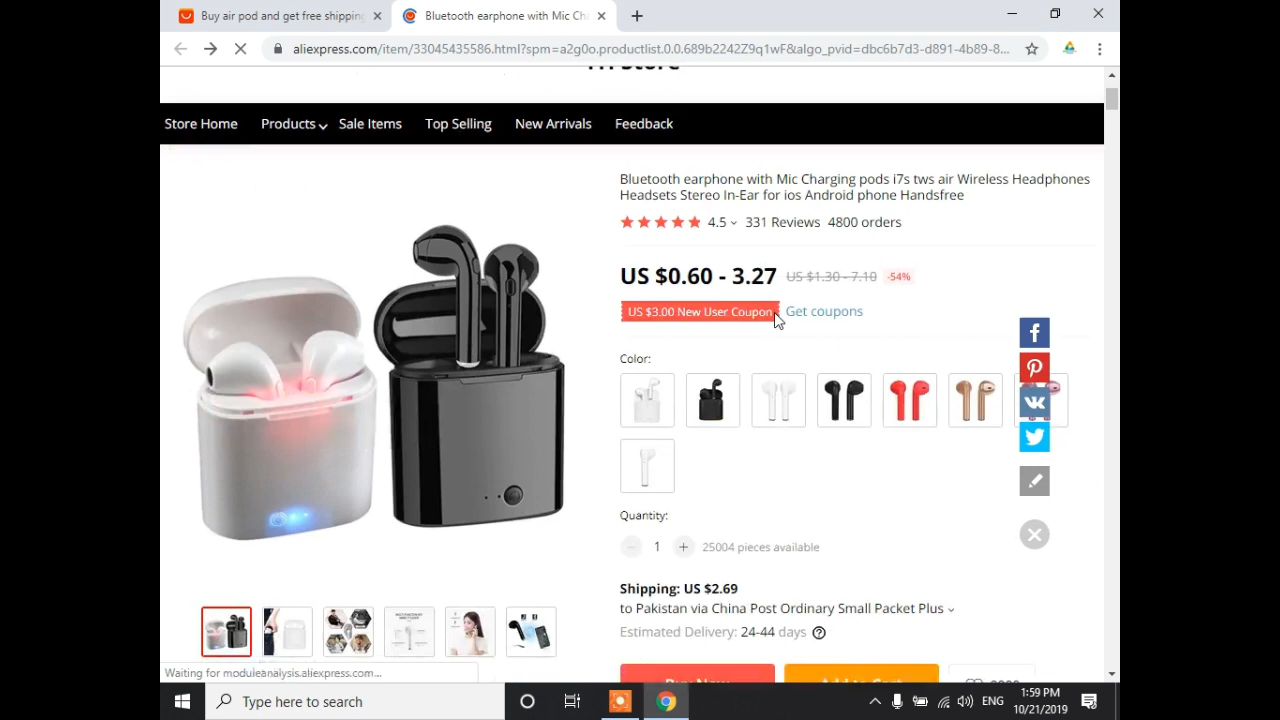 Buy air pod and get free shipping
Bluetooth earphone with Mic Cha
aliexpress.com/item/33045435586.html?spm=a2g0o.productlist.0.0.689b2242Z9q1wF&algo_pvid=dbc6b7d3-d891-4b89-8...
Store Home Products Sale Items Top Selling New Arrivals Feedback
Bluetooth earphone with Mic Charging pods i7s tws air Wireless Headphones
Headsets Stereo In-Ear for ios Android phone Handsfree
4.5 331 Reviews 4800 orders
US $0.60 - 3.27 US $1.30 - 7.10 -54%
US $3.00 New User Coupon Get coupons
Color:
Quantity:
1 25004 pieces available
Shipping: US $2.69
to Pakistan via China Post Ordinary Small Packet Plus
Estimated Delivery: 24-44 days
Waiting for moduleanalysis.aliexpress.com...
Type here to search
ENG
1:59 PM
10/21/2019